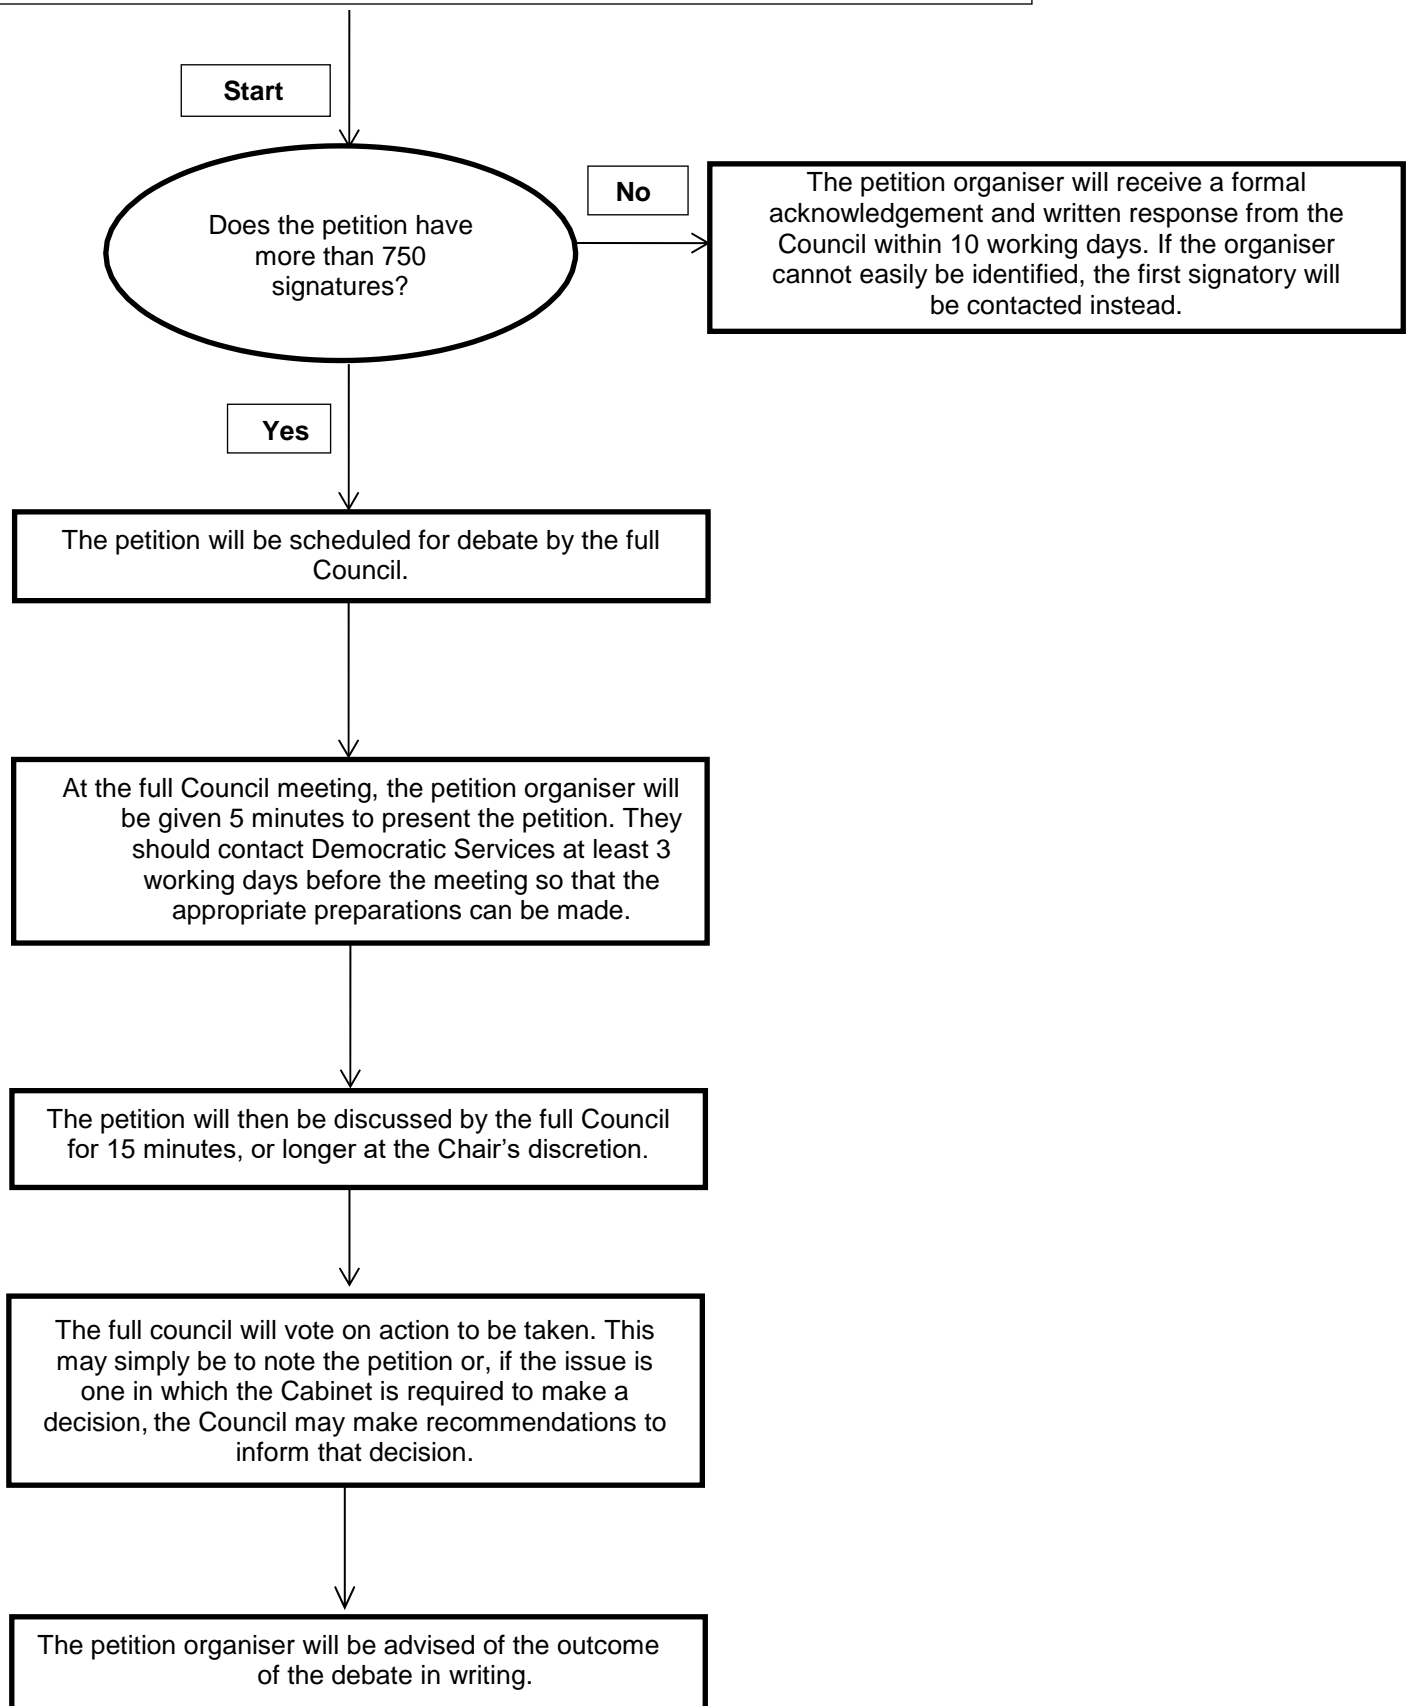 Start
Does the petition have
more than 750
signatures?
No
The petition organiser will receive a formal
acknowledgement and written response from the
Council within 10 working days. If the organiser
cannot easily be identified, the first signatory will
be contacted instead.
Yes
The petition will be scheduled for debate by the full
Council.
At the full Council meeting, the petition organiser will
be given 5 minutes to present the petition. They
should contact Democratic Services at least 3
working days before the meeting so that the
appropriate preparations can be made.
The petition will then be discussed by the full Council
for 15 minutes, or longer at the Chair’s discretion.
The full council will vote on action to be taken. This
may simply be to note the petition or, if the issue is
one in which the Cabinet is required to make a
decision, the Council may make recommendations to
inform that decision.
The petition organiser will be advised of the outcome
of the debate in writing.